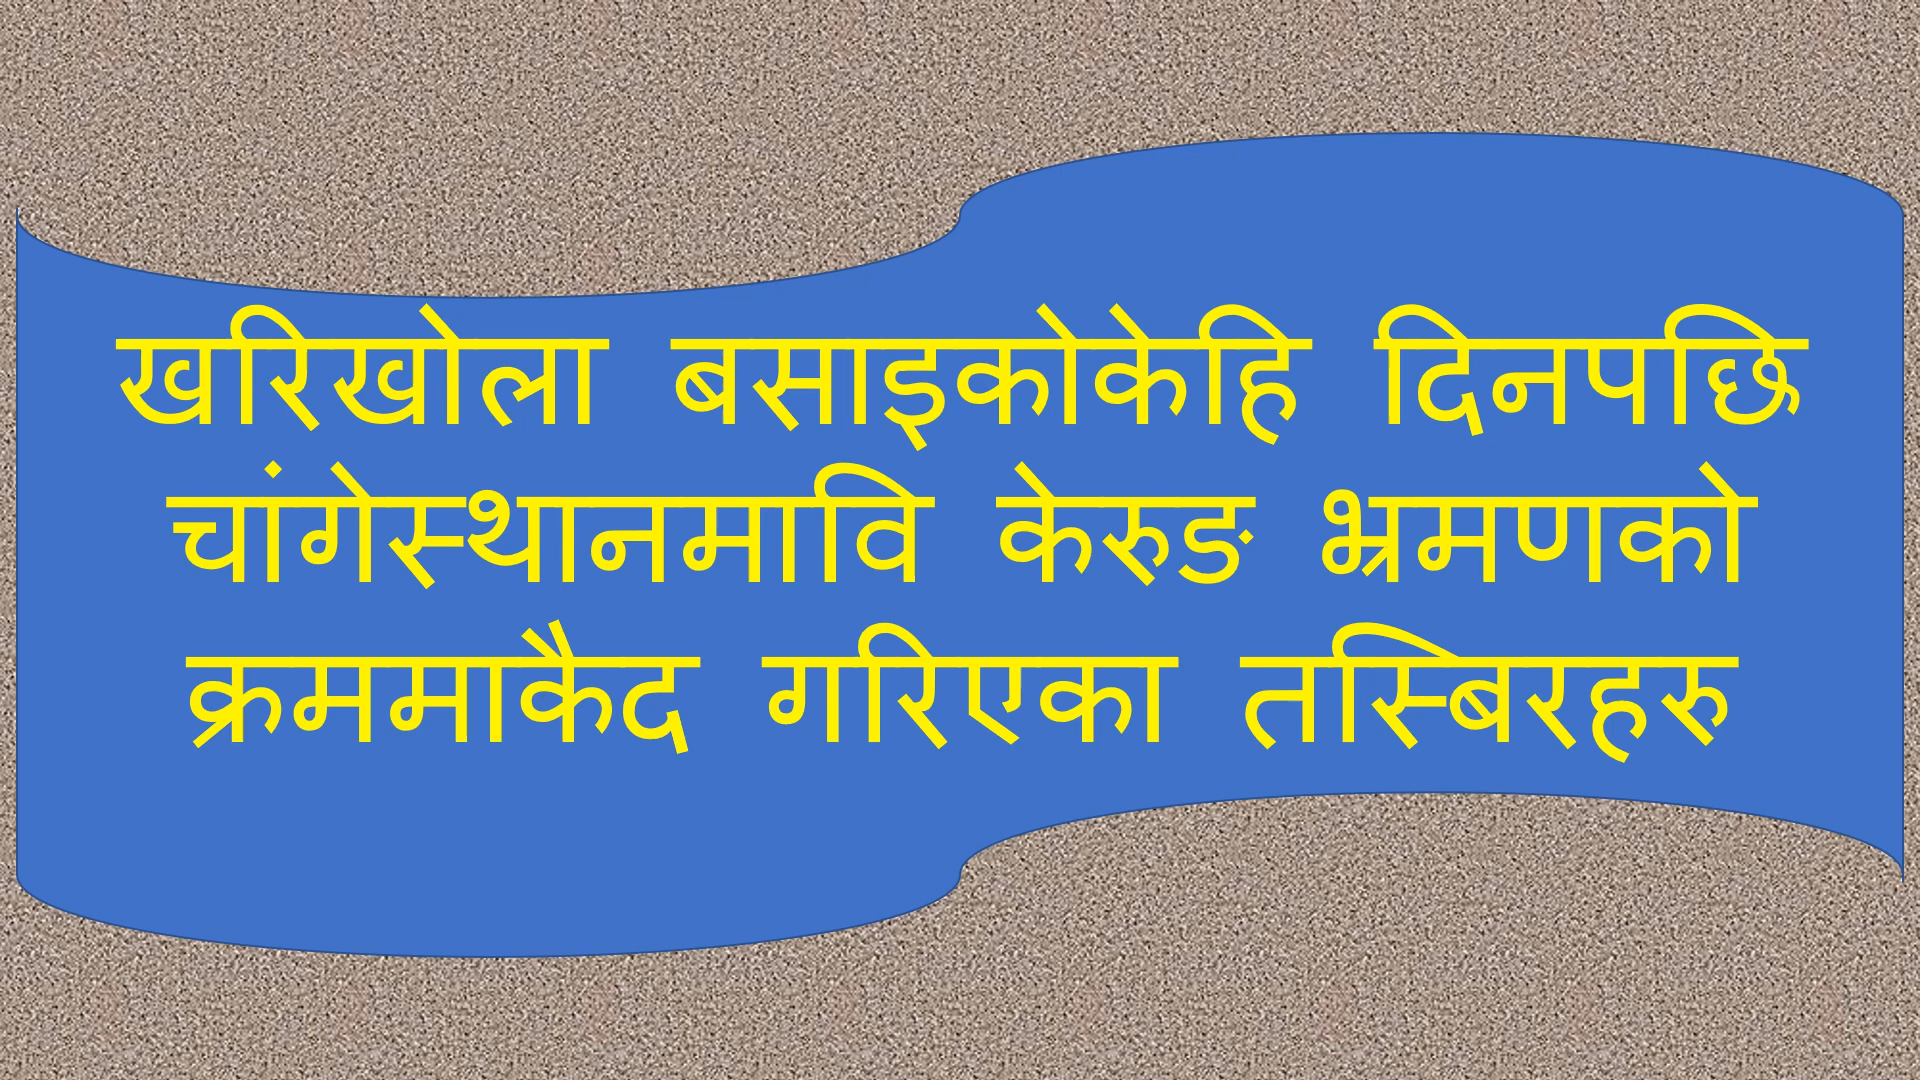 खरिखोला बसाइकोकेहि दिनपछि
चांगेस्थानमावि केरुङ भ्रमणको
क्रममाकैद गरिएका तस्बिरहरु